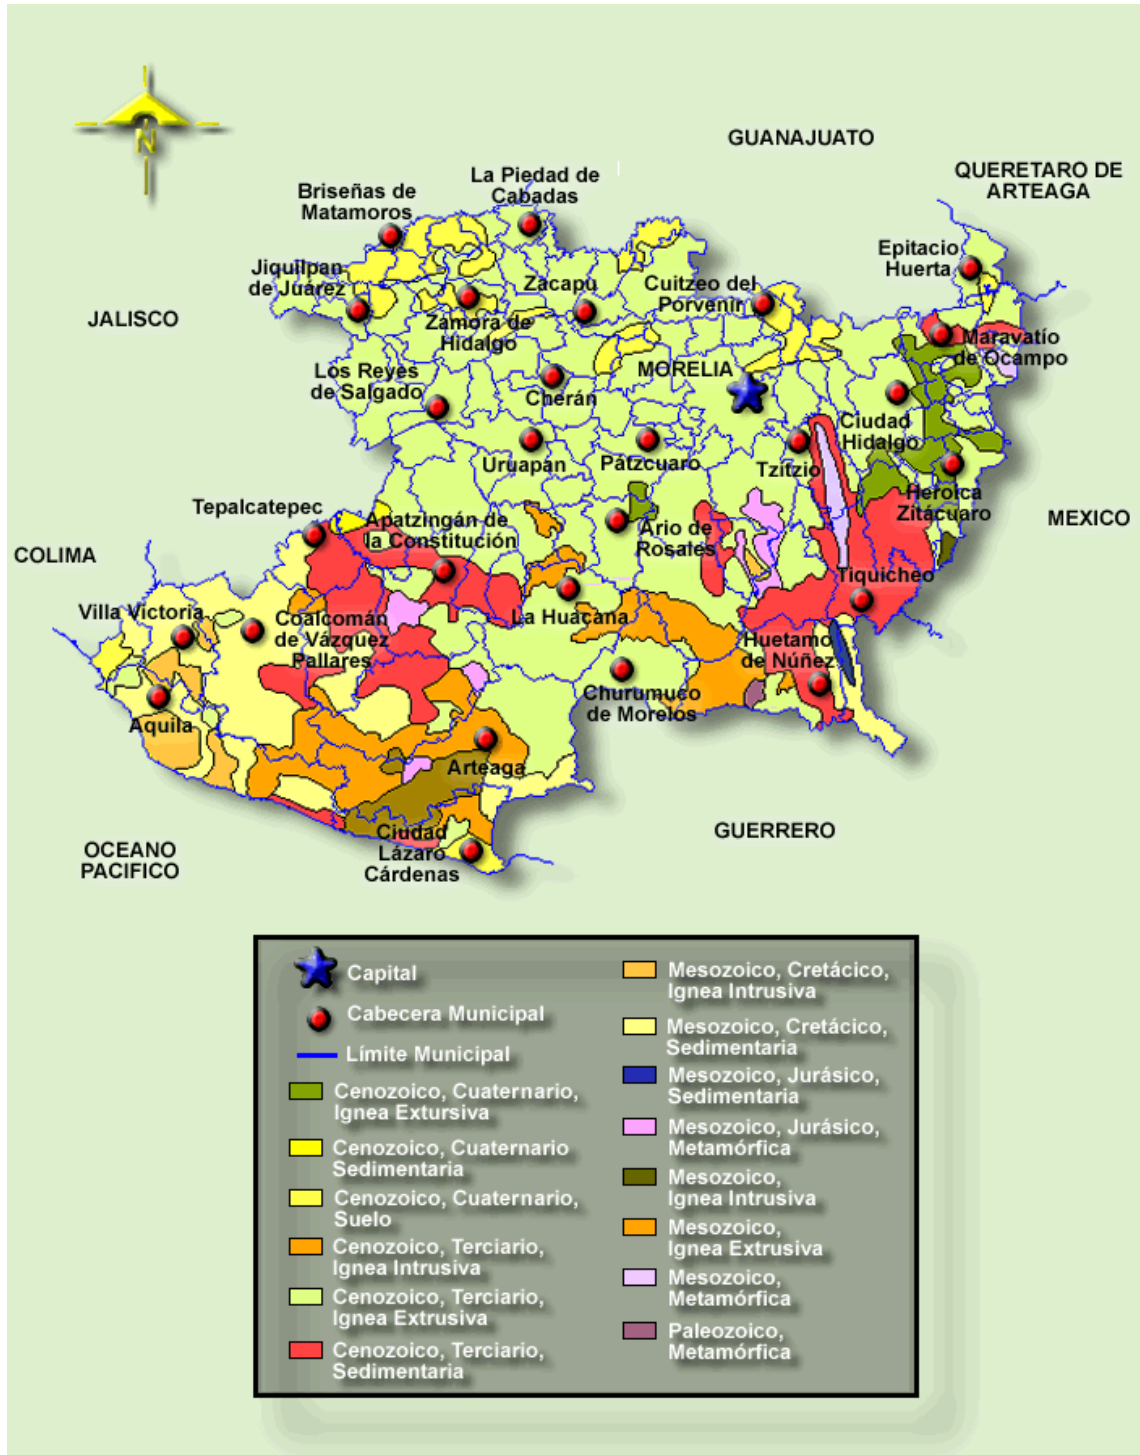 GUANAJUATO
QUERETARO DE
ARTEAGA
La Piedad de
Cabadas
Briseñas de
Matamoros
N
Epitacio
Huerta
Jiquilpan
de Juárez
Zacapù
Cuitzeo del
Porvenir
JALISCO
Zamora de
Hidalgo
Maravatío
de Ocampo
MORELIA
Los Reyes
de Salgado
Cherán
Ciudad
Hidalgo
Uruapan
Pátzcuaro
Tzitzio
Heroica
Zitácuaro
Tepalcatepec
Apatzingán de
la Constitución
Ario de
Rosales
MEXICO
COLIMA
Tiquicheo
Villa Victoria
Coalcomán
de Vázquez
Pallares
La Huacana
Huetamo
de Núñez
Churumuco
de Morelos
Aquila
Arteaga
Ciudad
Lázaro
Cárdenas
GUERRERO
OCEANO
PACIFICO
Capital
Cabecera Municipal
Límite Municipal
Cenozoico, Cuaternario,
Ignea Extursiva
Cenozoico, Cuaternario
Sedimentaria
Cenozoico, Cuaternario,
Suelo
Cenozoico, Terciario,
Ignea Intrusiva
Cenozoico, Terciario,
Ignea Extrusiva
Cenozoico, Terciario,
Sedimentaria
Mesozoico, Cretácico,
Ignea Intrusiva
Mesozoico, Cretácico,
Sedimentaria
Mesozoico, Jurásico,
Sedimentaria
Mesozoico, Jurásico,
Metamórfica
Mesozoico,
Ignea Intrusiva
Mesozoico,
Ignea Extrusiva
Mesozoico,
Metamórfica
Paleozoico,
Metamórfica